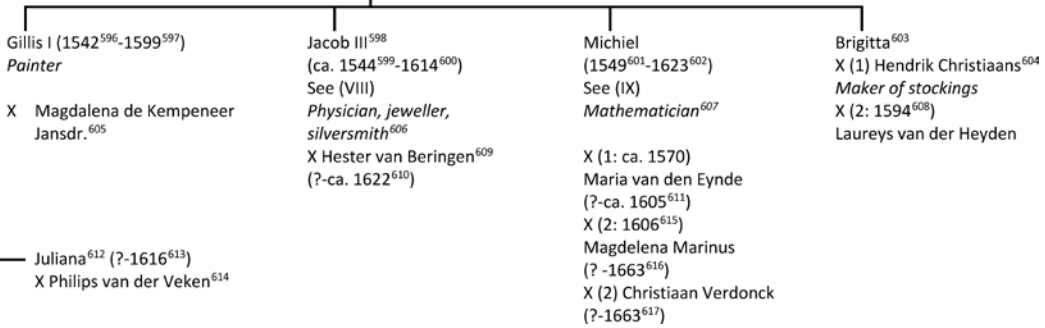 Gillis I (1542⁵⁹⁶-1599⁵⁹⁷)
Painter
X Magdalena de Kempeneer
Jansdr.⁶⁰⁵
Juliana⁶¹² (?-1616⁶¹³)
X Philips van der Veken⁶¹⁴
Jacob III⁵⁹⁸
(ca. 1544⁵⁹⁹-1614⁶⁰⁰)
See (VIII)
Physician, jeweller,
silversmith⁶⁰⁶
X Hester van Beringen⁶⁰⁹
(?-ca. 1622⁶¹⁰)
Michiel
(1549⁶⁰¹-1623⁶⁰²)
See (IX)
Mathematician⁶⁰⁷
X (1: ca. 1570)
Maria van den Eynde
(?-ca. 1605⁶¹¹)
X (2: 1606⁶¹⁵)
Magdelena Marinus
(? -1663⁶¹⁶)
X (2) Christiaan Verdonck
(?-1663⁶¹⁷)
Brigitta⁶⁰³
X (1) Hendrik Christiaans⁶⁰⁴
Maker of stockings
X (2: 1594⁶⁰⁸)
Laureys van der Heyden